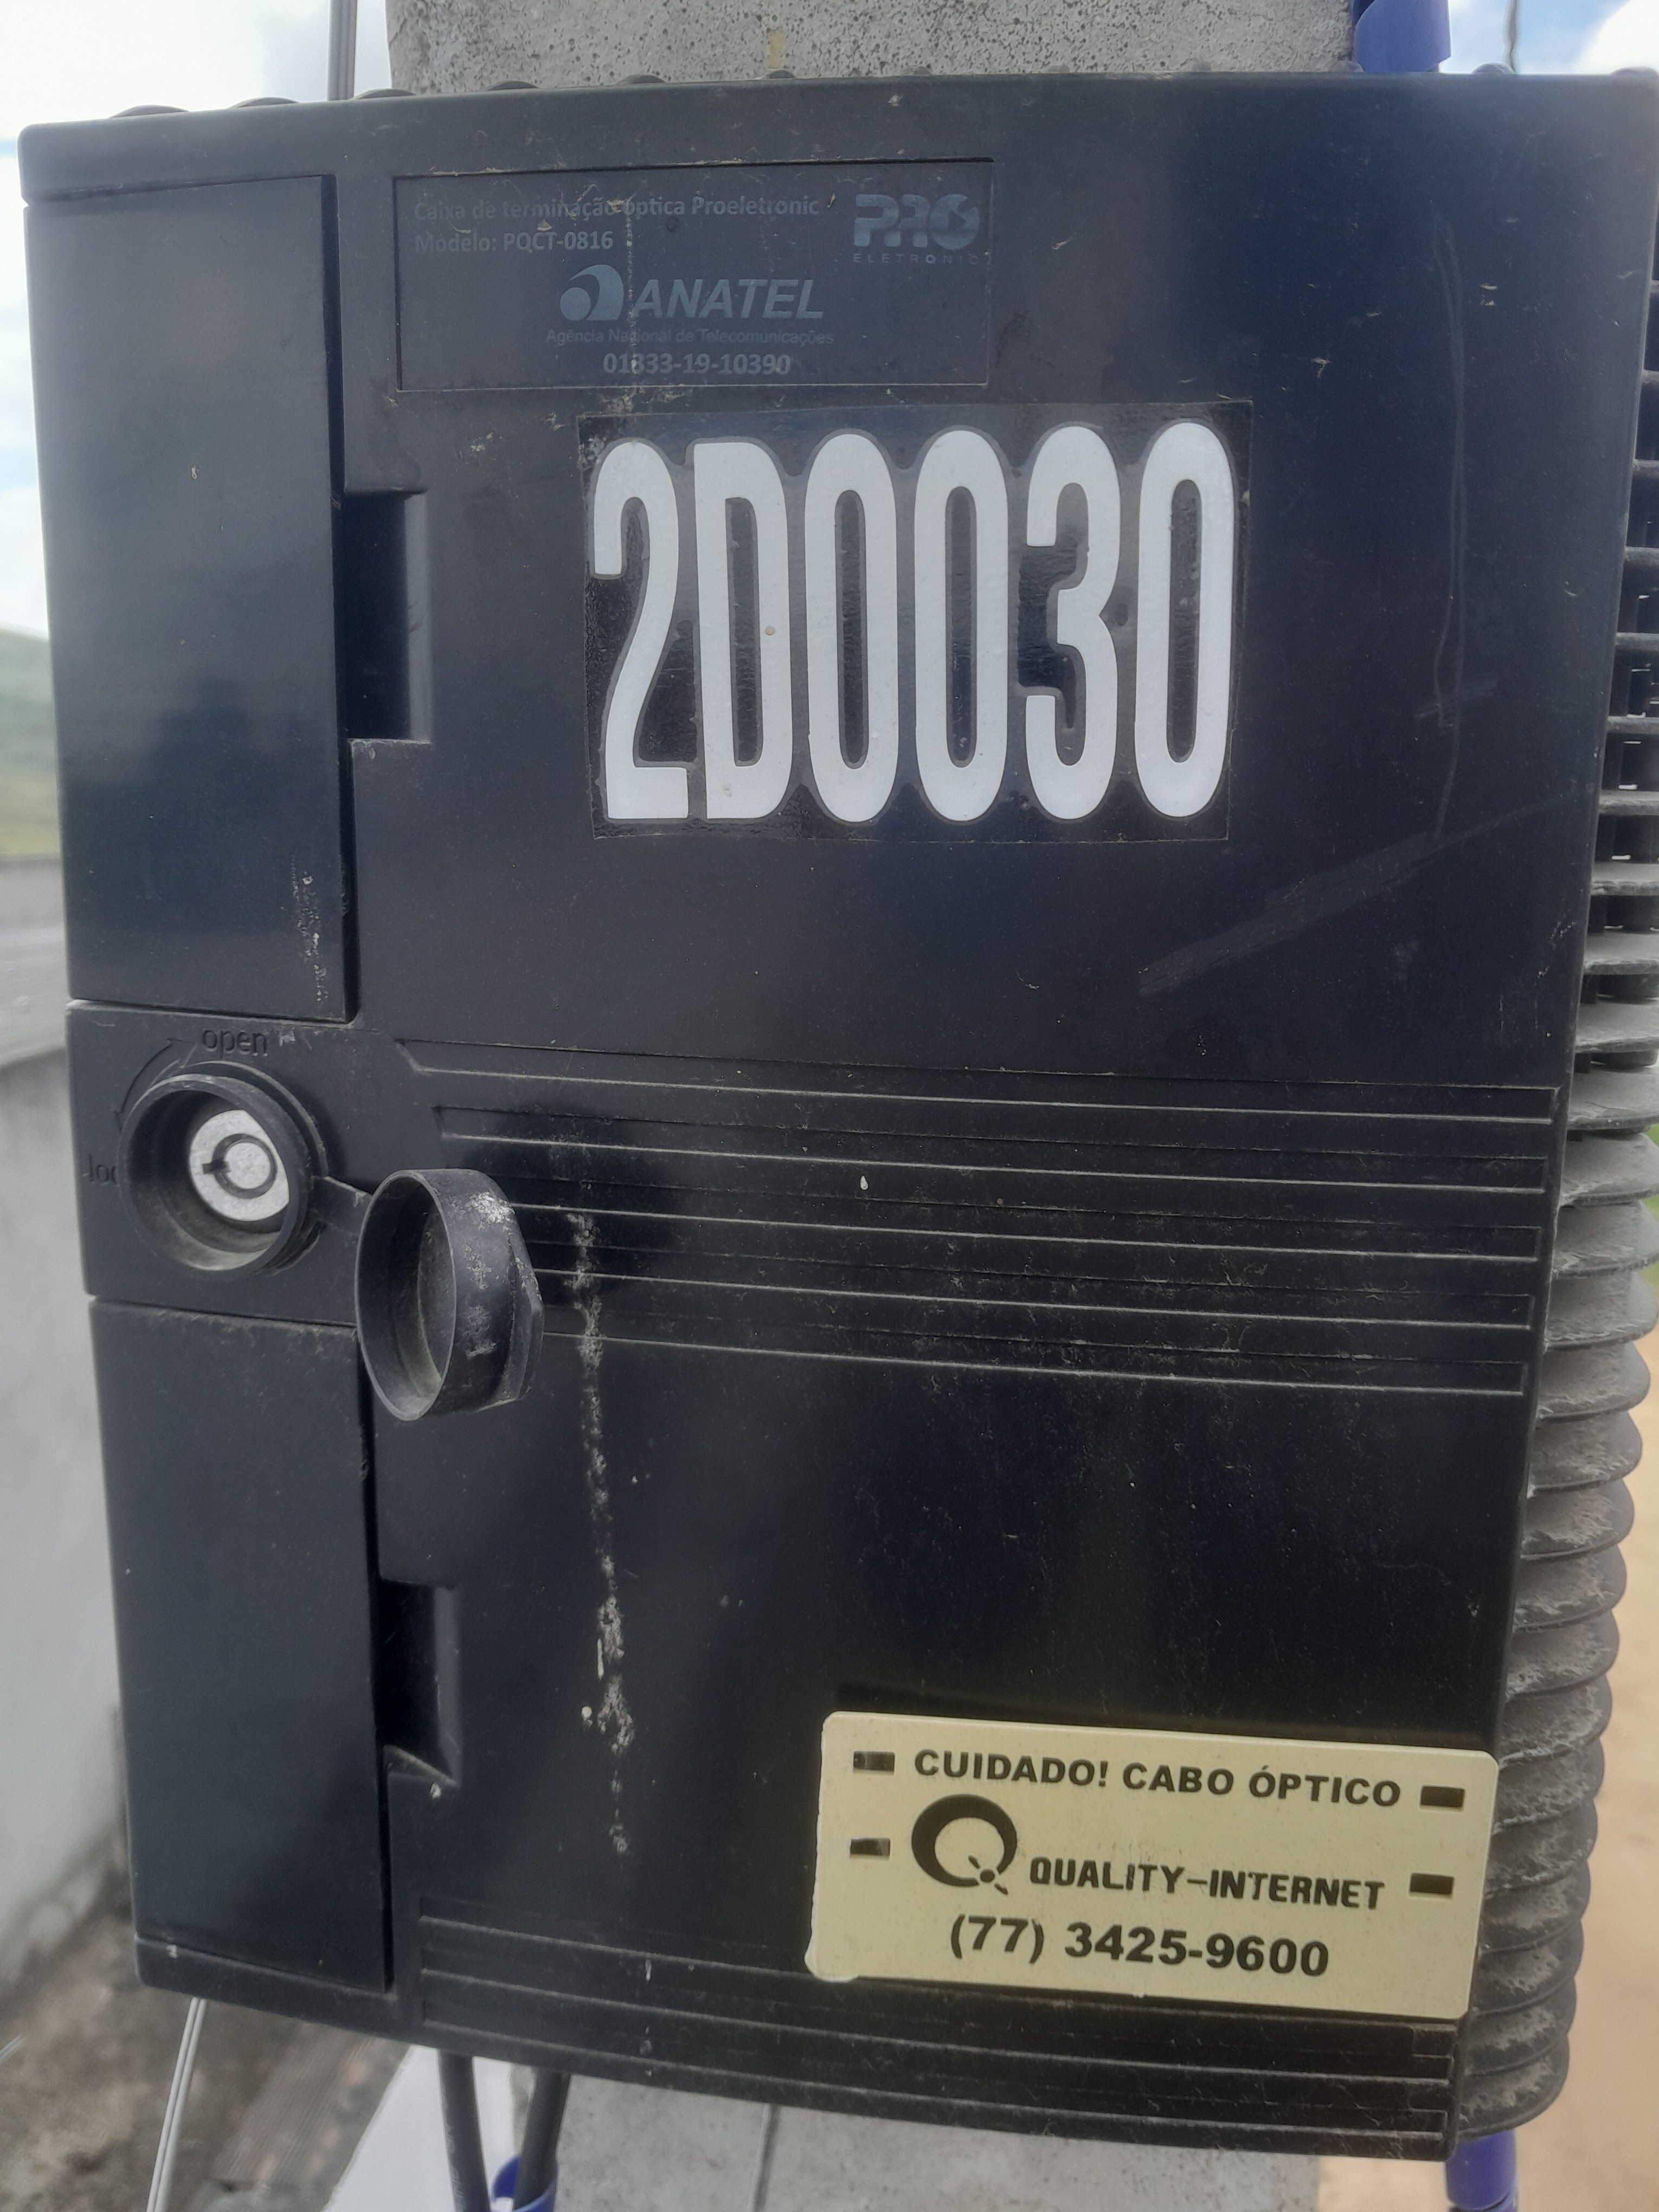 Caixa de terminação óptica Proeletronic
Modelo: PQCT-0816
PRO
ELETRONIC
ANATEL
Agência Nacional de Telecomunicações
01833-19-10390
2D0030
open
CUIDADO! CABO ÓPTICO
QUALITY-INTERNET
(77) 3425-9600